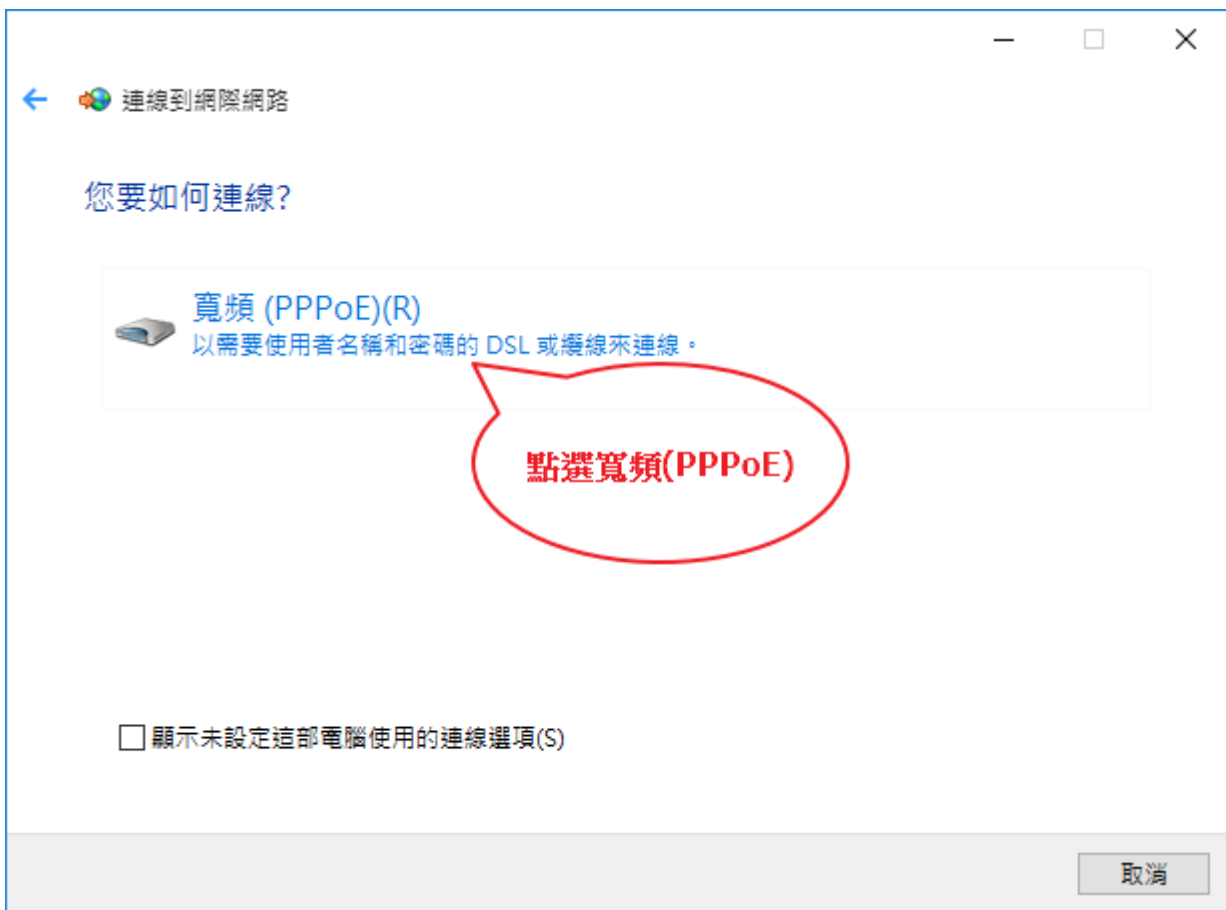 連線到網際網路
您要如何連線?
寬頻 (PPPoE)(R)
以需要使用者名稱和密碼的 DSL 或纜線來連線。
點選寬頻(PPPoE)
顯示未設定這部電腦使用的連線選項(S)
取消